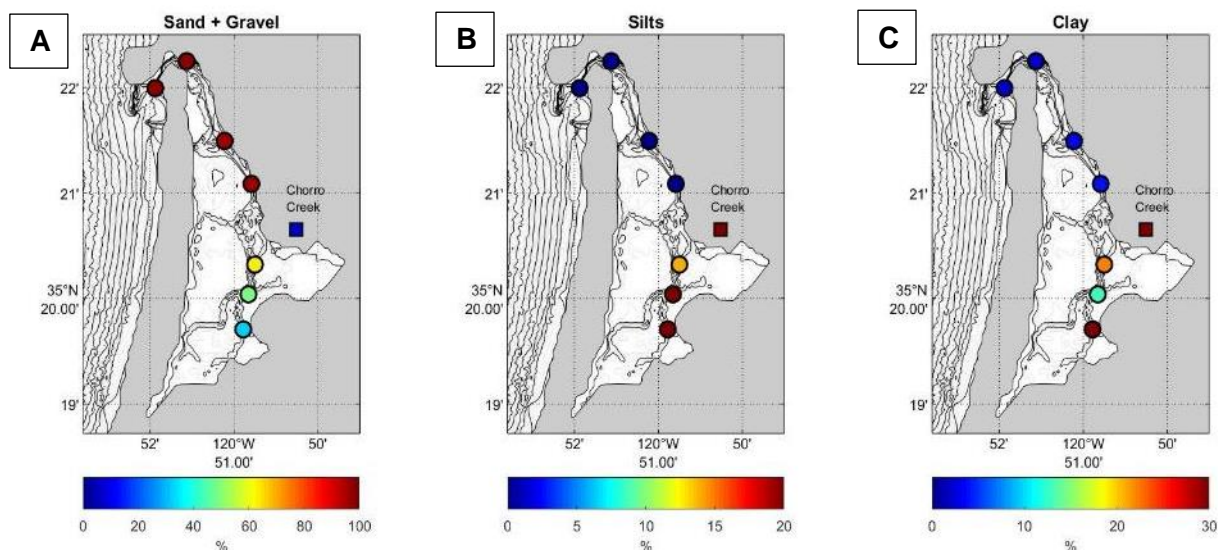 A
Sand + Gravel
22'
21'
35°N
20.00'
19'
Chorro
Creek
52'
120°W
51.00'
50'
0 20 40 60 80 100
%
B
Silts
22'
21'
35°N
20.00'
19'
Chorro
Creek
52'
120°W
51.00'
50'
0 5 10 15 20
%
C
Clay
22'
21'
35°N
20.00'
19'
Chorro
Creek
52'
120°W
51.00'
50'
0 10 20 30
%